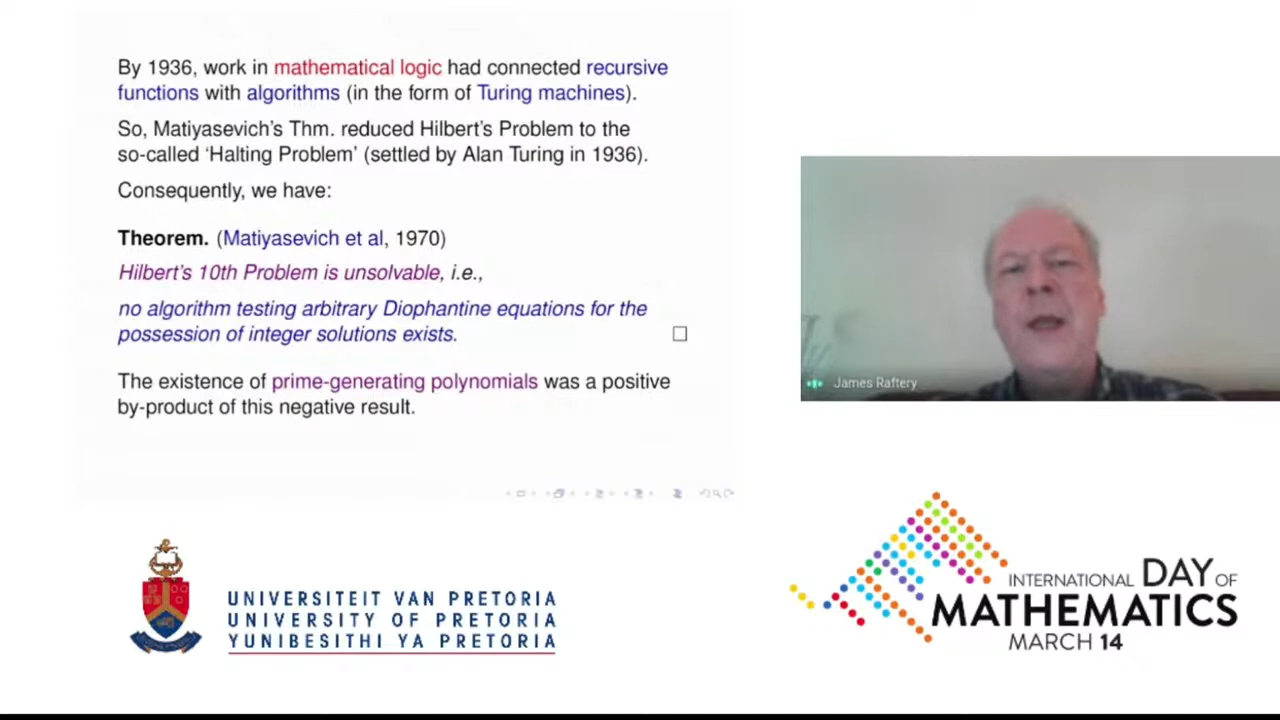 By 1936, work in mathematical logic had connected recursive
functions with algorithms (in the form of Turing machines).
So, Matiyasevich's Thm. reduced Hilbert's Problem to the
so-called ‘Halting Problem’ (settled by Alan Turing in 1936).
Consequently, we have:
Theorem. (Matiyasevich et al, 1970)
Hilbert's 10th Problem is unsolvable, i.e.,
no algorithm testing arbitrary Diophantine equations for the
possession of integer solutions exists.
The existence of prime-generating polynomials was a positive
by-product of this negative result.
James Raftery
UNIVERSITEIT VAN PRETORIA
UNIVERSITY OF PRETORIA
YUNIBESITHI YA PRETORIA
INTERNATIONAL DAY OF
MATHEMATICS
MARCH 14